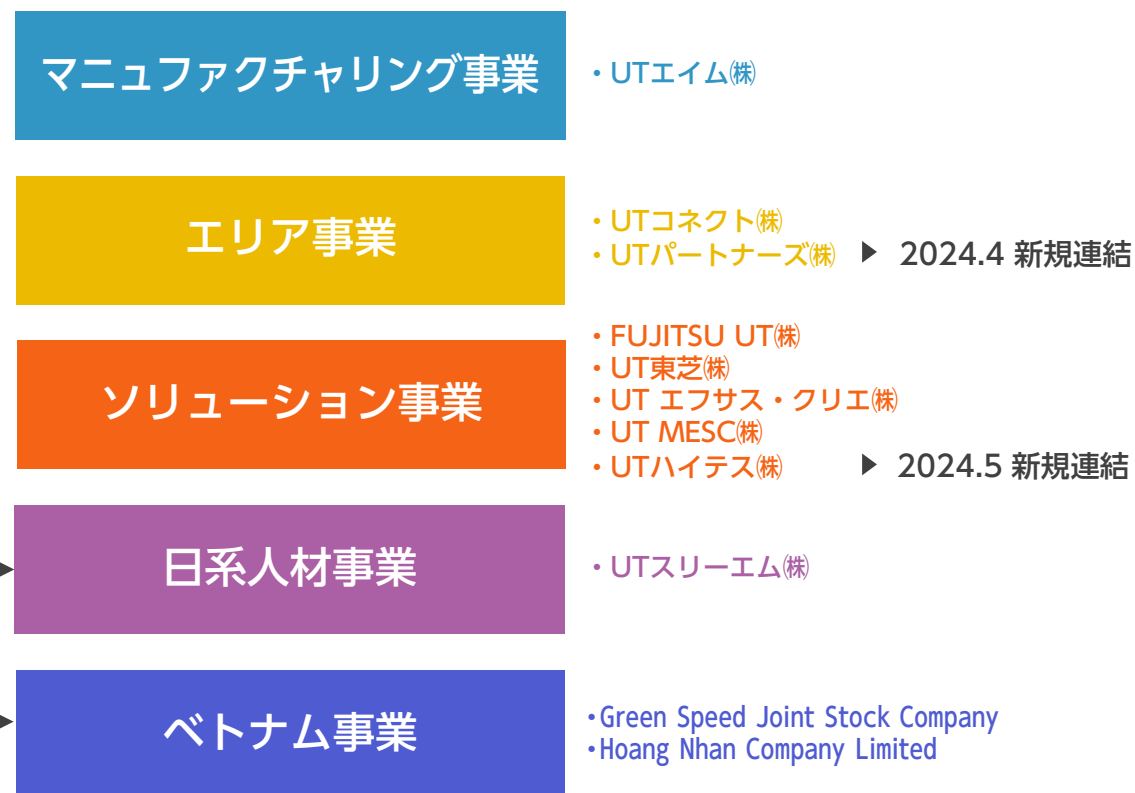 マニュファクチャリング事業
・UTエイム㈱
エリア事業
・UTコネクト㈱
・UTパートナーズ㈱ ▶ 2024.4 新規連結
ソリューション事業
・FUJITSU UT㈱
・UT東芝㈱
・UT エフサス・クリエ㈱
・UT MESC㈱
・UTハイテス㈱ ▶ 2024.5 新規連結
日系人材事業
・UTスリーエム㈱
ベトナム事業
・Green Speed Joint Stock Company
・Hoang Nhan Company Limited